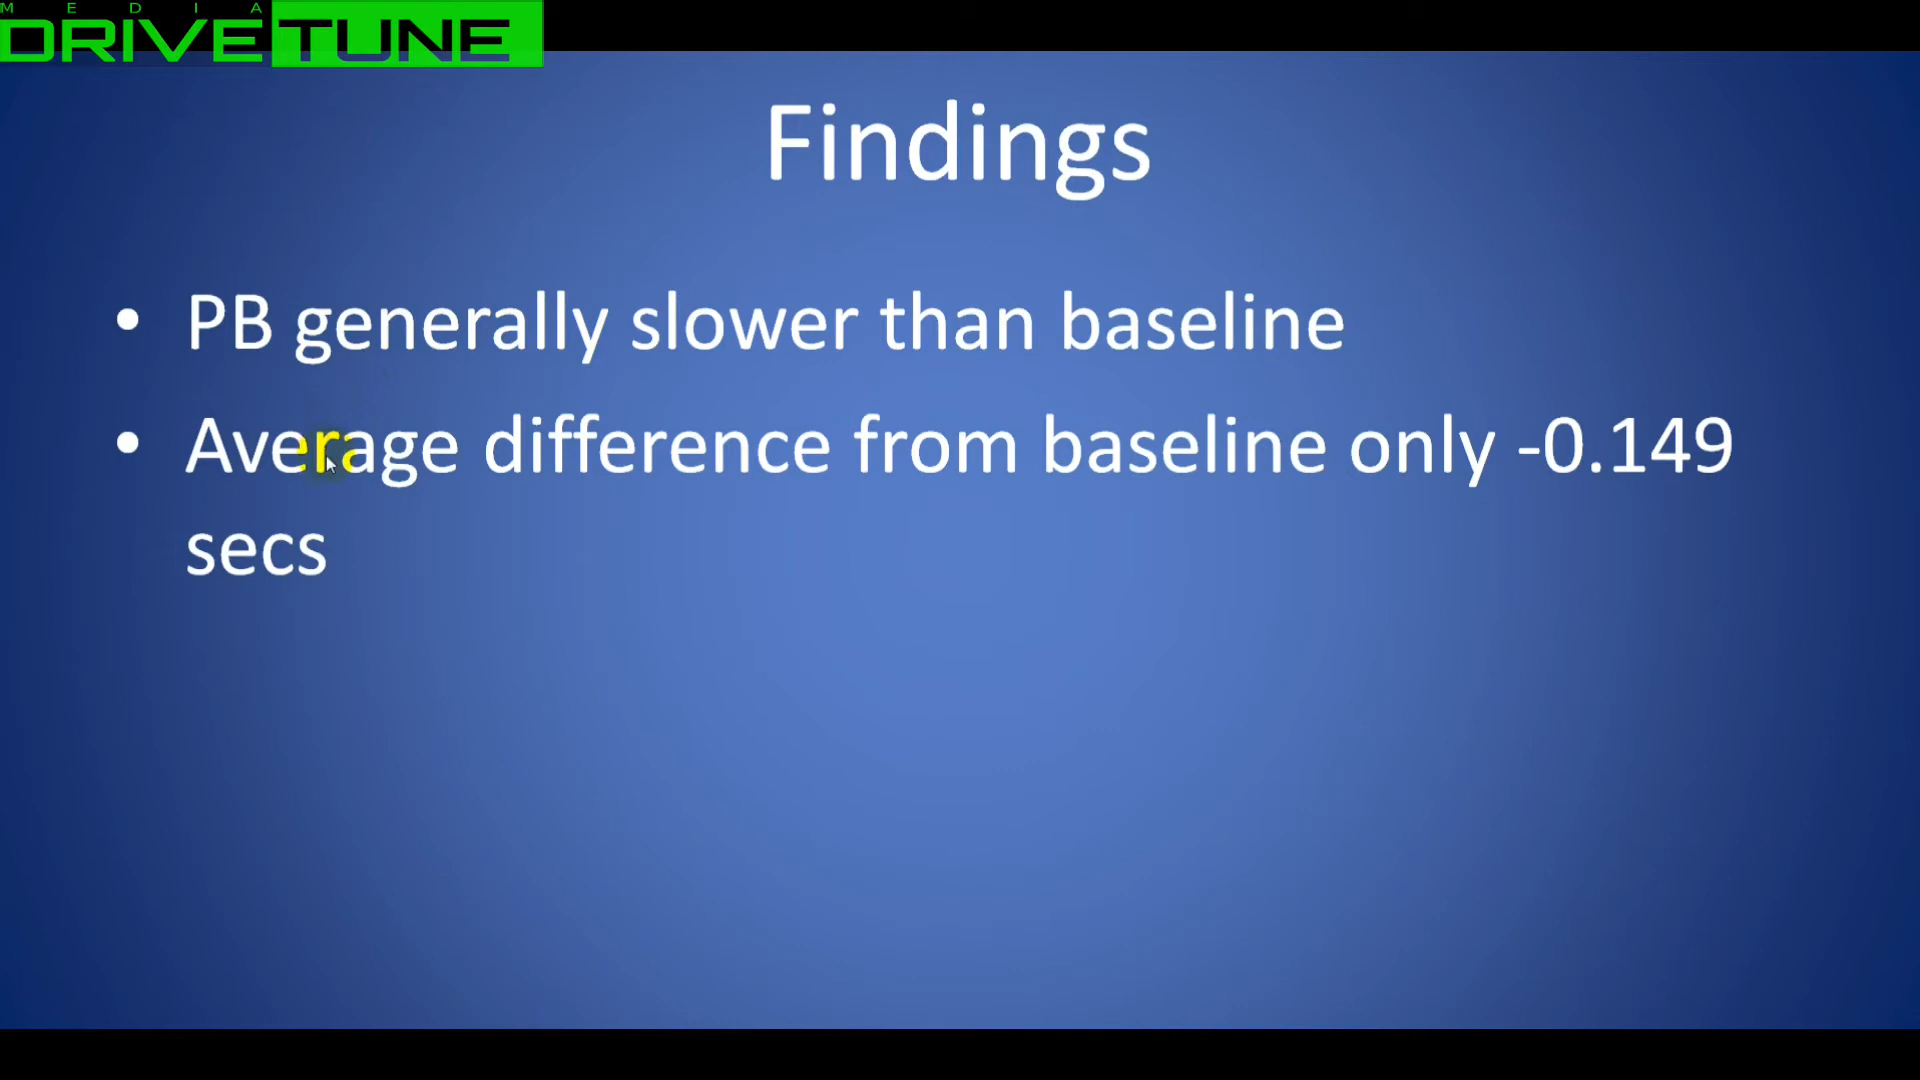 MEDIA
DRIVETUNE
Findings
• PB generally slower than baseline
• Average difference from baseline only -0.149
secs